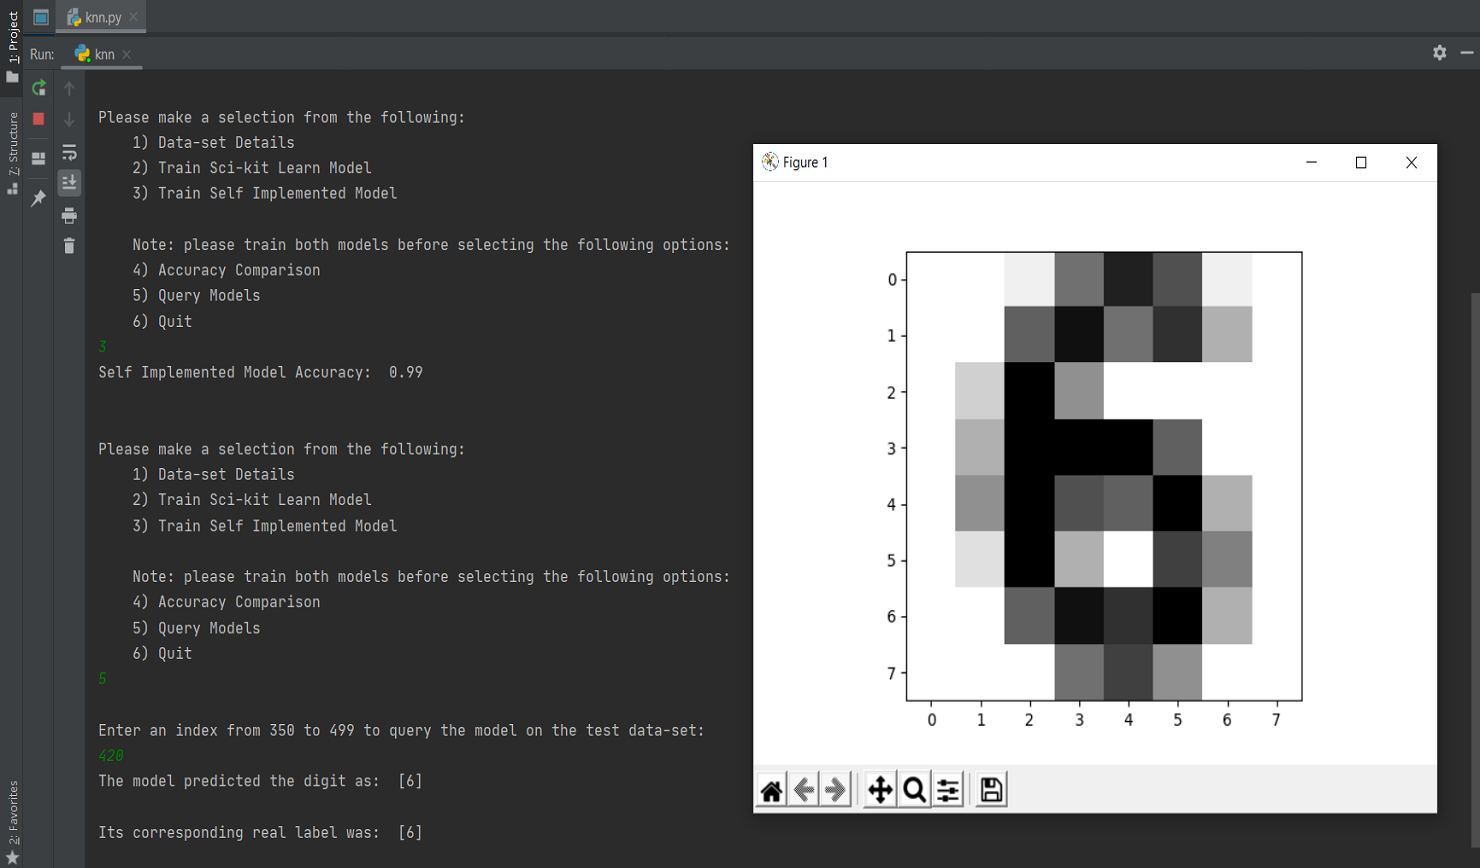 1: Project
knn.py
Run:
knn
7: Structure
2: Favorites
Please make a selection from the following:
1) Data-set Details
2) Train Sci-kit Learn Model
3) Train Self Implemented Model
Note: please train both models before selecting the following options:
4) Accuracy Comparison
5) Query Models
6) Quit
3
Self Implemented Model Accuracy:  0.99
Please make a selection from the following:
1) Data-set Details
2) Train Sci-kit Learn Model
3) Train Self Implemented Model
Note: please train both models before selecting the following options:
4) Accuracy Comparison
5) Query Models
6) Quit
5
Enter an index from 350 to 499 to query the model on the test data-set:
420
The model predicted the digit as:  [6]
Its corresponding real label was:  [6]
Figure 1
0
1
2
3
4
5
6
7
0 1 2 3 4 5 6 7